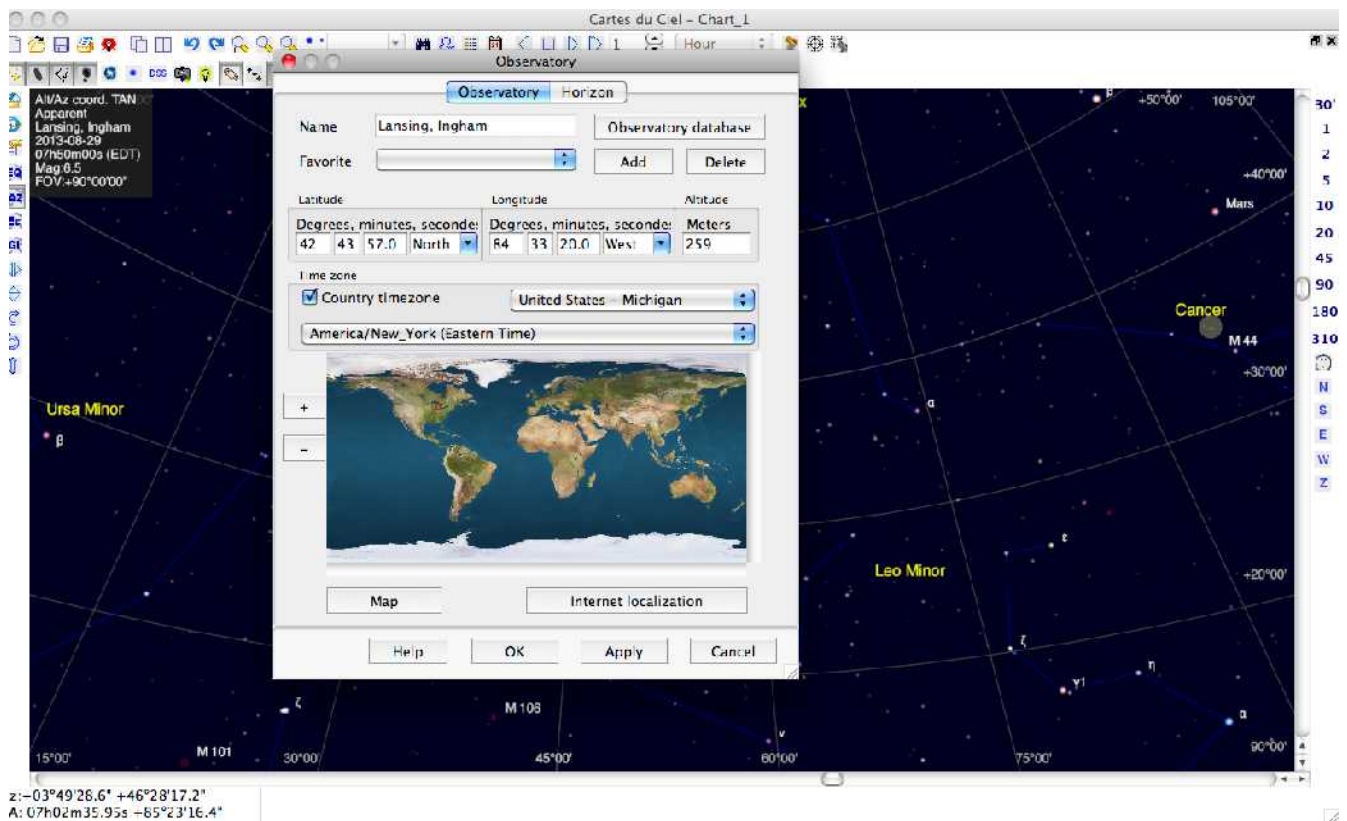 Cartes du Ciel – Chart_1
1 Hour
DSS
Alt/Az coord. TAN
Apparent
Lansing, Ingham
2013-08-29
07h50m00s (EDT)
Mag:6.5
FOV:+90°00'00"
Observatory
Observatory Horizon
Name Lansing, Ingham Observatory database
Favorite Add Delete
Latitude Longitude Altitude
Degrees, minutes, seconds Degrees, minutes, seconds Meters
42 43 57.0 North 84 33 20.0 West 259
Time zone
Country timezone United States – Michigan
America/New_York (Eastern Time)
+
–
Map Internet localization
Help OK Apply Cancel
x
β
+50°00' 105°00'
+40°00'
Mars
Cancer
M 44
+30°00'
α
Ursa Minor
β
ε
Leo Minor
+20°00'
ζ
η
γ1
α
ζ
M 106
ν
M 101
15°00' 30°00' 45°00' 60°00' 75°00' 90°00'
30'
1
2
5
10
20
45
90
180
310
N
S
E
W
Z
z:-03°49'28.6" +46°28'17.2"
A: 07h02m35.95s +85°23'16.4"